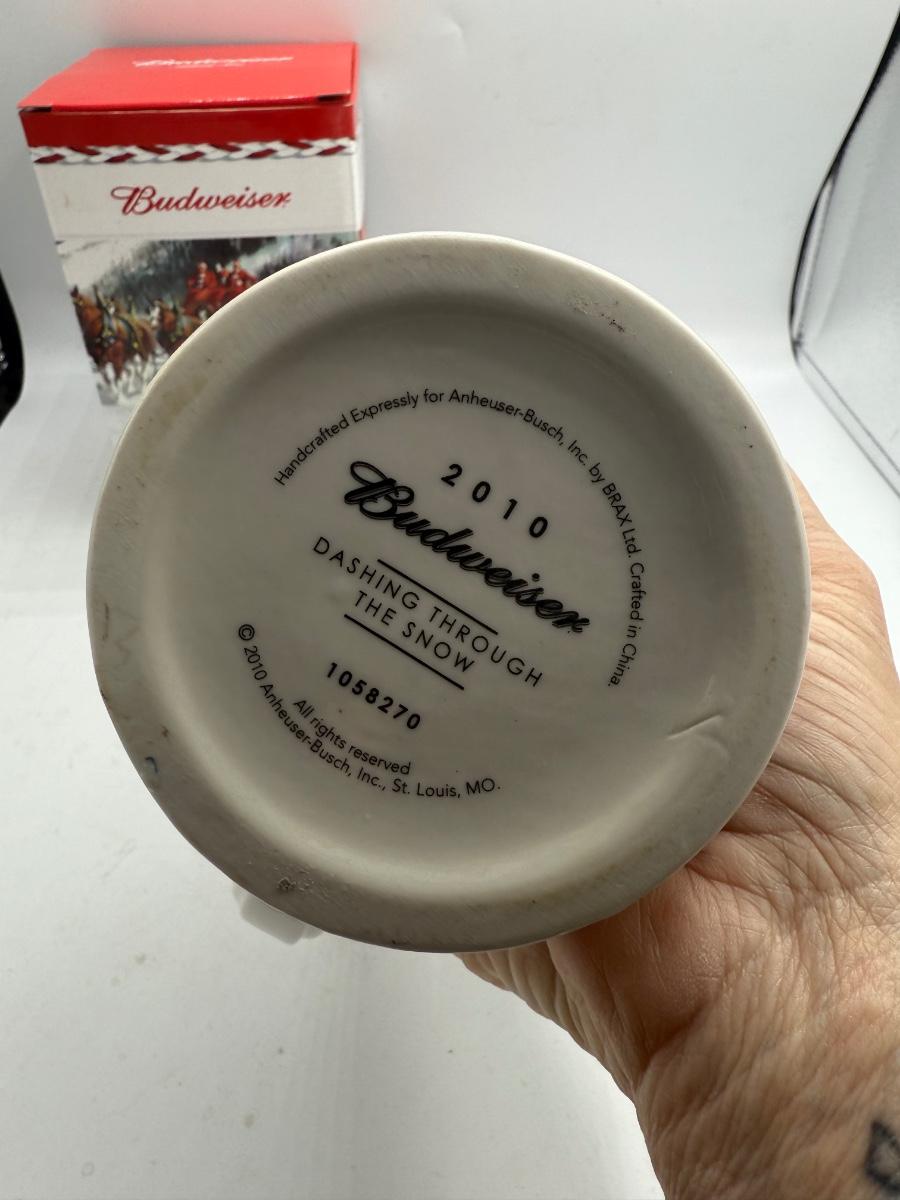 Budweiser
Handcrafted Expressly for Anheuser-Busch, Inc. by BRAX Ltd. Crafted in China.
2010
Budweiser
DASHING THROUGH
THE SNOW
1058270
All rights reserved
© 2010 Anheuser-Busch, Inc., St. Louis, MO.